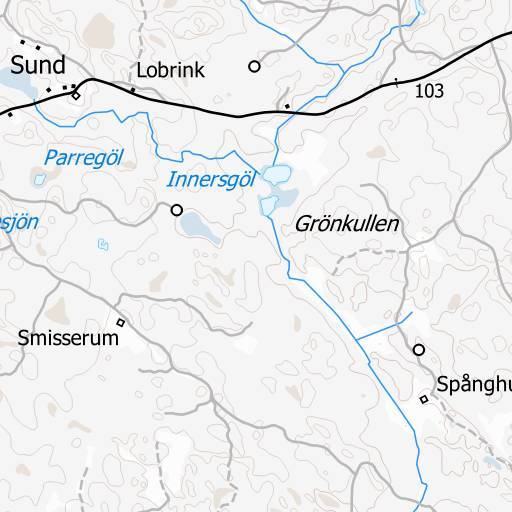 Sund
Lobrink
103
Parregöl
Innersgöl
Grönkullen
Smisserum